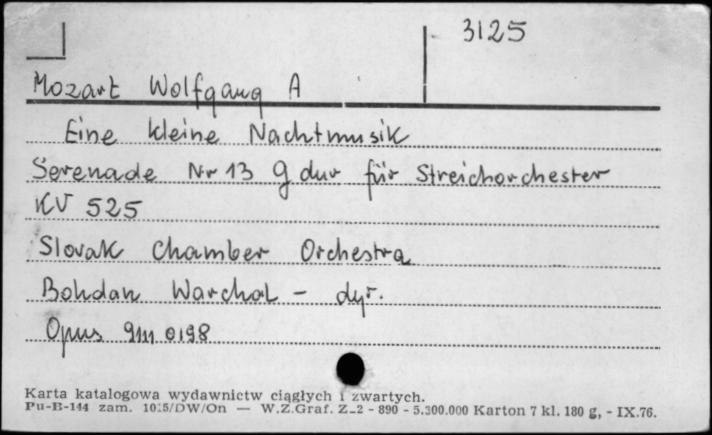 3125
Mozart Wolfgang A
Eine kleine Nachtmusik
Serenade Nr 13 G dur für Streichorchester
KV 525
Slovak Chamber Orchestra
Bohdan Warchal - dyr.
Opus 9111 0198
Karta katalogowa wydawnictw ciągłych i zwartych.
Pu-B-144 zam. 1015/DW/On — W.Z.Graf. Z-2 - 890 - 5.300.000 Karton 7 kl. 180 g, - IX.76.